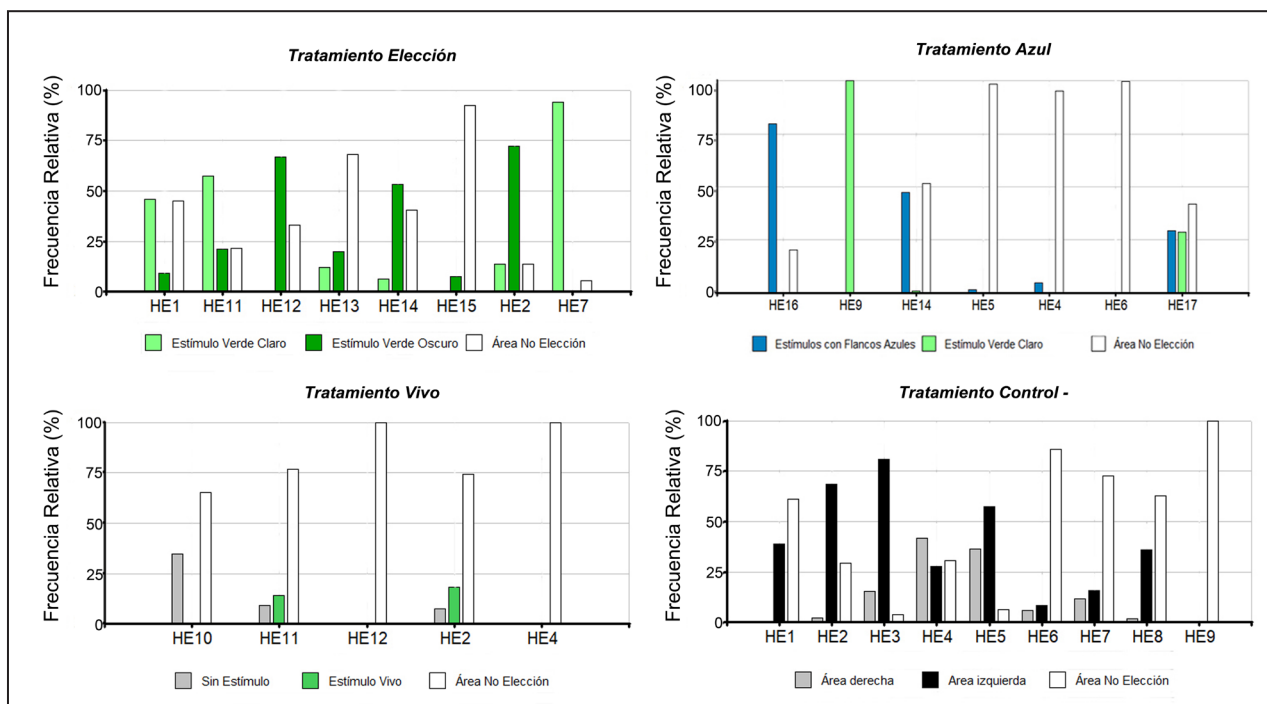 Tratamiento Elección
Frecuencia Relativa (%)
100
75
50
25
0
HE1 HE11 HE12 HE13 HE14 HE15 HE2 HE7
Estímulo Verde Claro Estímulo Verde Oscuro Área No Elección
Tratamiento Azul
Frecuencia Relativa (%)
100
75
50
25
0
HE16 HE9 HE14 HE5 HE4 HE6 HE17
Estímulos con Flancos Azules Estímulo Verde Claro Área No Elección
Tratamiento Vivo
Frecuencia Relativa (%)
100
75
50
25
0
HE10 HE11 HE12 HE2 HE4
Sin Estímulo Estímulo Vivo Área No Elección
Tratamiento Control -
Frecuencia Relativa (%)
100
75
50
25
0
HE1 HE2 HE3 HE4 HE5 HE6 HE7 HE8 HE9
Área derecha Area izquierda Área No Elección